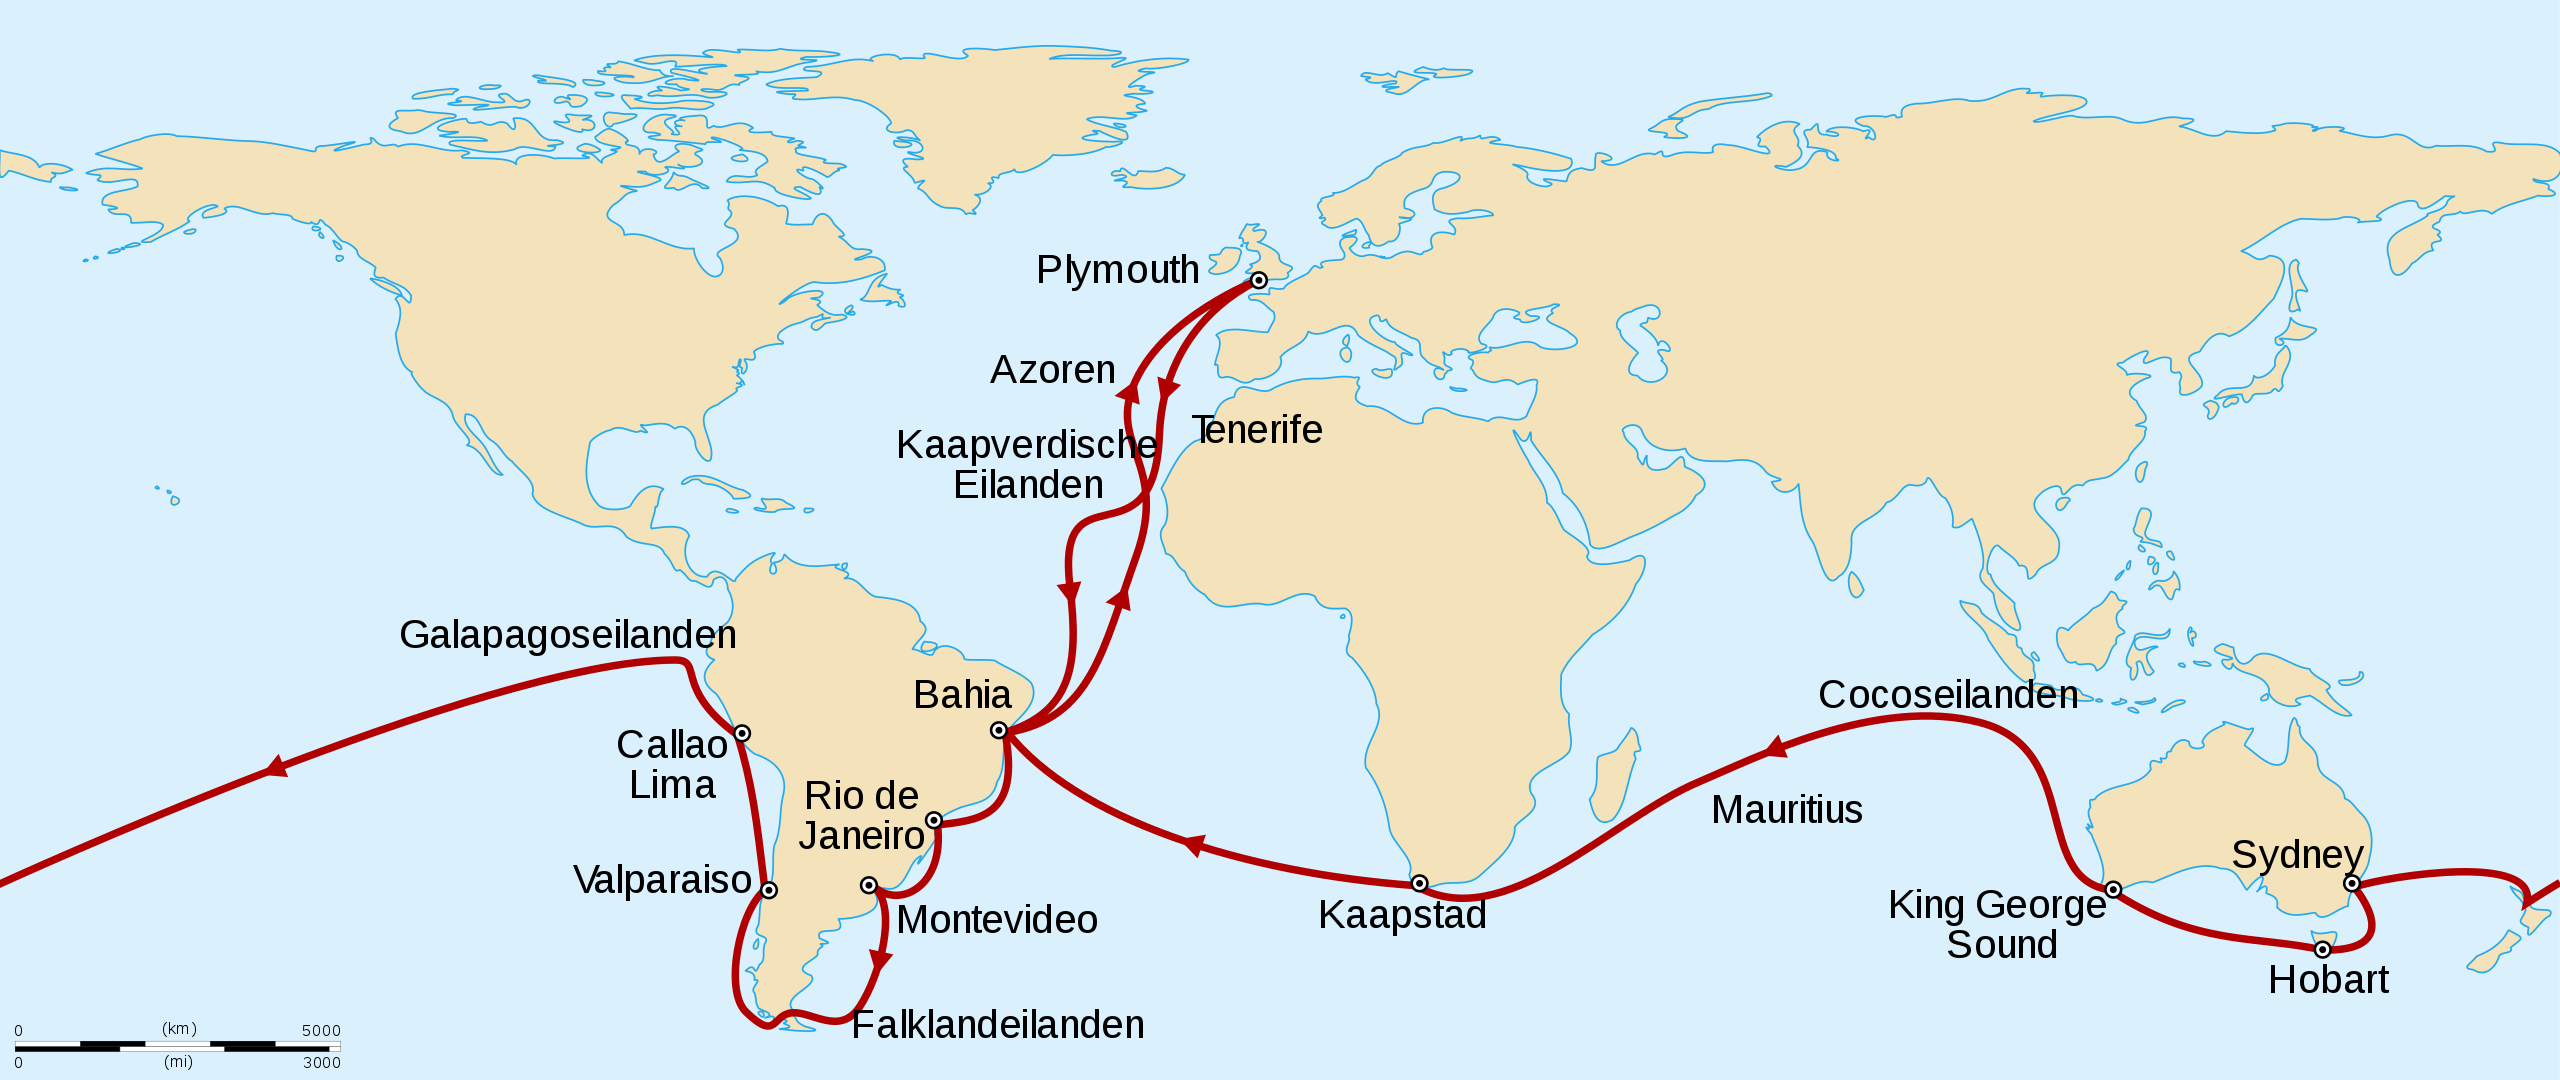 Plymouth
Azoren
Tenerife
Kaapverdische
Eilanden
Galapagoseilanden
Bahia
Cocoseilanden
Callao
Lima
Rio de
Janeiro
Mauritius
Sydney
Valparaiso
King George
Sound
Kaapstad
Montevideo
Hobart
Falklandeilanden
0 (km) 5000
0 (mi) 3000